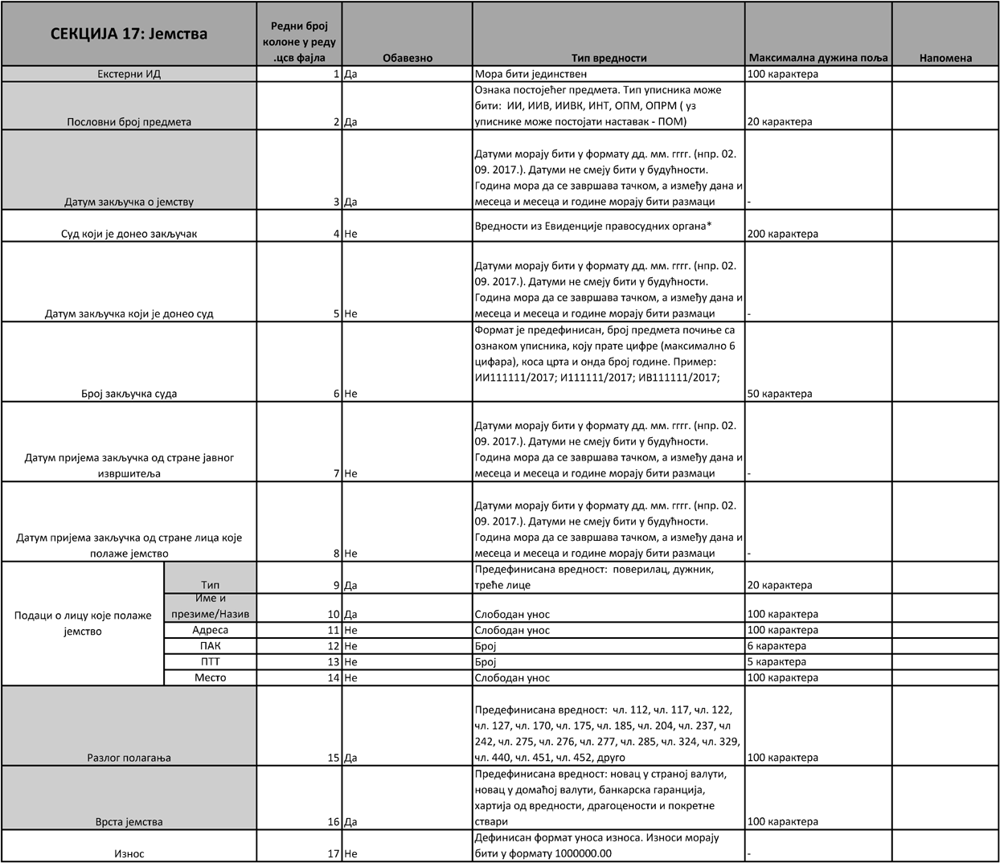 СЕКЦИЈА 17: Јемства
Редни број
колоне у реду
.цсв фајла
Обавезно
Тип вредности
Максимална дужина поља
Напомена
Екстерни ИД
1
Да
Мора бити јединствен
100 карактера
Пословни број предмета
2
Да
Ознака постојећег предмета. Тип уписника може
бити:  ИИ, ИИВ, ИИВК, ИНТ, ОПМ, ОПРМ ( уз
уписнике може постојати наставак - ПОМ)
20 карактера
Датум закључка о јемству
3
Да
Датуми морају бити у формату дд. мм. гггг. (нпр. 02.
09. 2017.). Датуми не смеју бити у будућности.
Година мора да се завршава тачком, а између дана и
месеца и месеца и године морају бити размаци
-
Суд који је донео закључак
4
Не
Вредности из Евиденције правосудних органа*
200 карактера
Датум закључка који је донео суд
5
Не
Датуми морају бити у формату дд. мм. гггг. (нпр. 02.
09. 2017.). Датуми не смеју бити у будућности.
Година мора да се завршава тачком, а између дана и
месеца и месеца и године морају бити размаци
-
Број закључка суда
6
Не
Формат је предефинисан, број предмета почиње са
ознаком уписника, коју прате цифре (максимално 6
цифара), коса црта и онда број године. Пример:
ИИ111111/2017; И111111/2017; ИВ111111/2017;
50 карактера
Датум пријема закључка од стране јавног
извршитеља
7
Не
Датуми морају бити у формату дд. мм. гггг. (нпр. 02.
09. 2017.). Датуми не смеју бити у будућности.
Година мора да се завршава тачком, а између дана и
месеца и месеца и године морају бити размаци
-
Датум пријема закључка од стране лица које
полаже јемство
8
Не
Датуми морају бити у формату дд. мм. гггг. (нпр. 02.
09. 2017.). Датуми не смеју бити у будућности.
Година мора да се завршава тачком, а између дана и
месеца и месеца и године морају бити размаци
-
Подаци о лицу које полаже
јемство
Тип
9
Да
Предефинисана вредност:  поверилац, дужник,
треће лице
20 карактера
Име и
презиме/Назив
10
Да
Слободан унос
100 карактера
Адреса
11
Не
Слободан унос
100 карактера
ПАК
12
Не
Број
6 карактера
ПТТ
13
Не
Број
5 карактера
Место
14
Не
Слободан унос
100 карактера
Разлог полагања
15
Да
Предефинисана вредност:  чл. 112, чл. 117, чл. 122,
чл. 127, чл. 170, чл. 175, чл. 185, чл. 204, чл. 237, чл
242, чл. 275, чл. 276, чл. 277, чл. 285, чл. 324, чл. 329,
чл. 440, чл. 451, чл. 452, друго
100 карактера
Врста јемства
16
Да
Предефинисана вредност: новац у страној валути,
новац у домаћој валути, банкарска гаранција,
хартија од вредности, драгоцености и покретне
ствари
100 карактера
Износ
17
Не
Дефинисан формат уноса износа. Износи морају
бити у формату 1000000.00
-